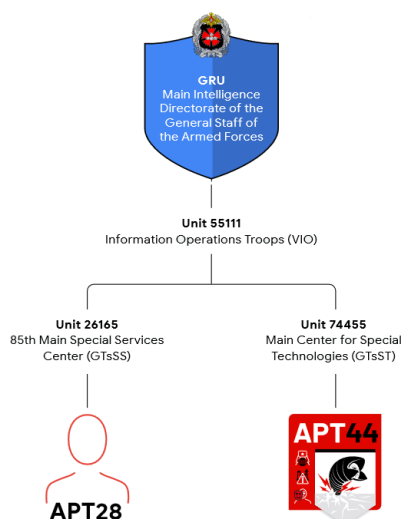 GRU
Main Intelligence
Directorate of the
General Staff of
the Armed Forces
Unit 55111
Information Operations Troops (VIO)
Unit 26165
85th Main Special Services
Center (GTsSS)
Unit 74455
Main Center for Special
Technologies (GTsST)
APT28
APT44